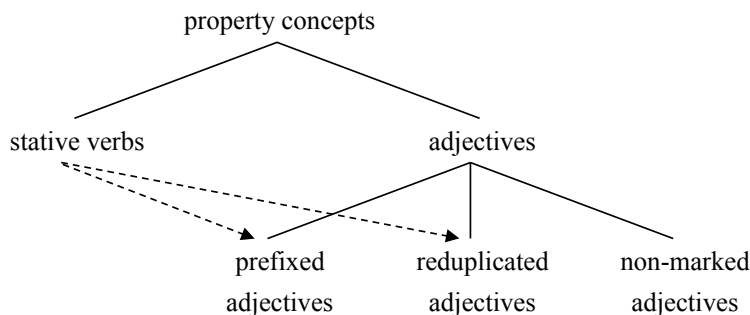 property concepts
stative verbs
adjectives
prefixed
adjectives
reduplicated
adjectives
non-marked
adjectives